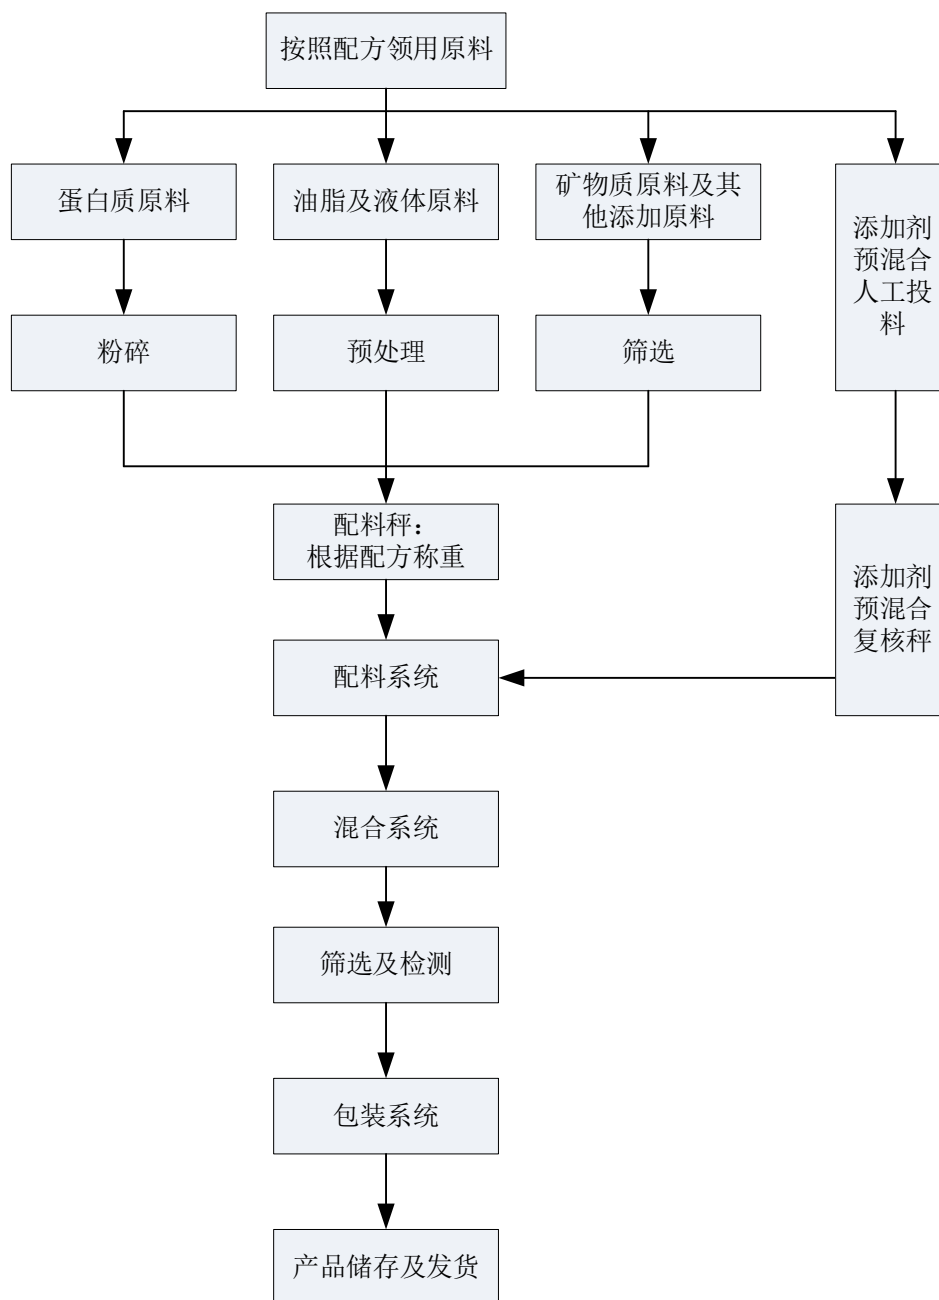 按照配方领用原料
蛋白质原料
油脂及液体原料
矿物质原料及其
他添加原料
添加剂
预混合
人工投
料
粉碎
预处理
筛选
配料秤：
根据配方称重
添加剂
预混合
复核秤
配料系统
混合系统
筛选及检测
包装系统
产品储存及发货